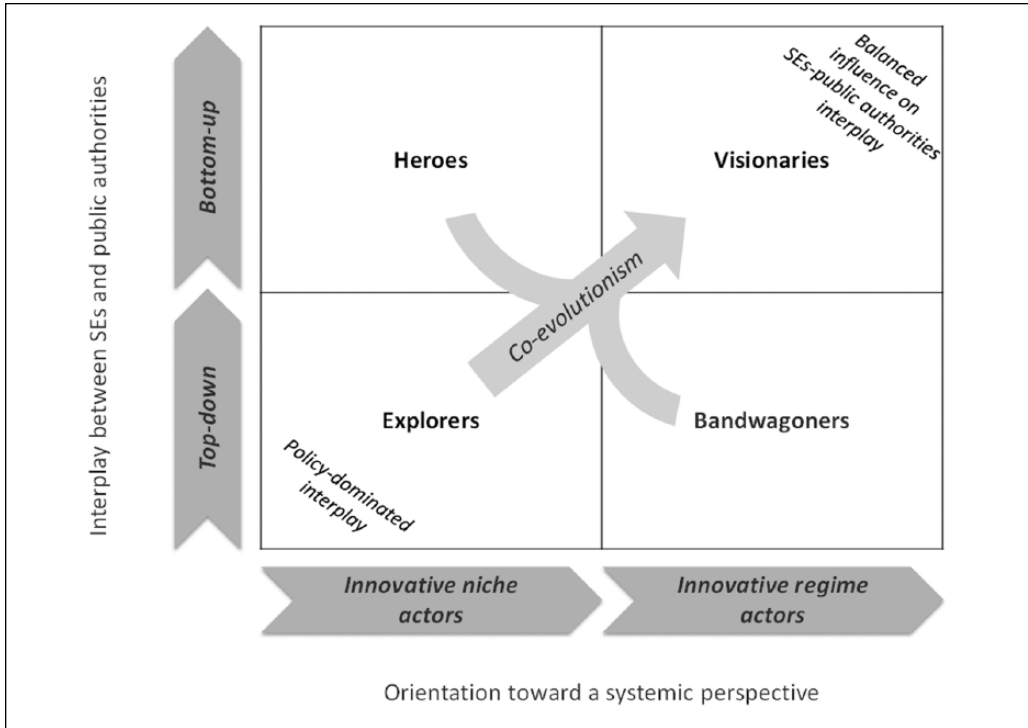 Interplay between SEs and public authorities
Bottom-up
Top-down
Heroes
Visionaries
Balanced
influence on
SEs-public authorities
interplay
Co-evolutionism
Explorers
Bandwagoners
Policy-dominated
interplay
Innovative niche
actors
Innovative regime
actors
Orientation toward a systemic perspective